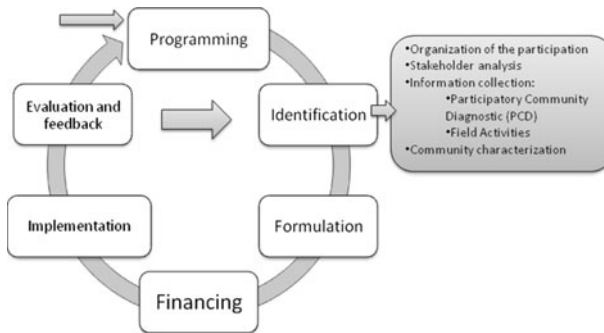 Programming
Identification
Formulation
Financing
Implementation
Evaluation and
feedback
•Organization of the participation
•Stakeholder analysis
•Information collection:
•Participatory Community
Diagnostic (PCD)
•Field Activities
•Community characterization